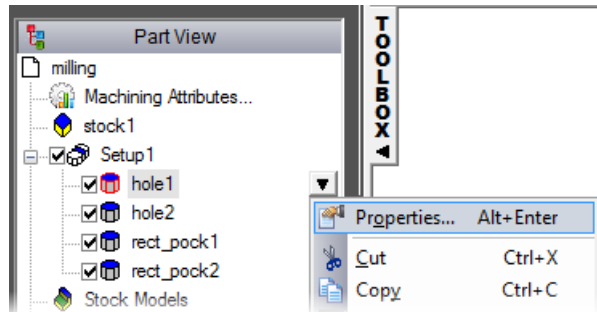 Part View
milling
Machining Attributes...
stock1
Setup1
hole1
hole2
rect_pock1
rect_pock2
Stock Models
TOOLBOX
Properties... Alt+Enter
Cut Ctrl+X
Copy Ctrl+C